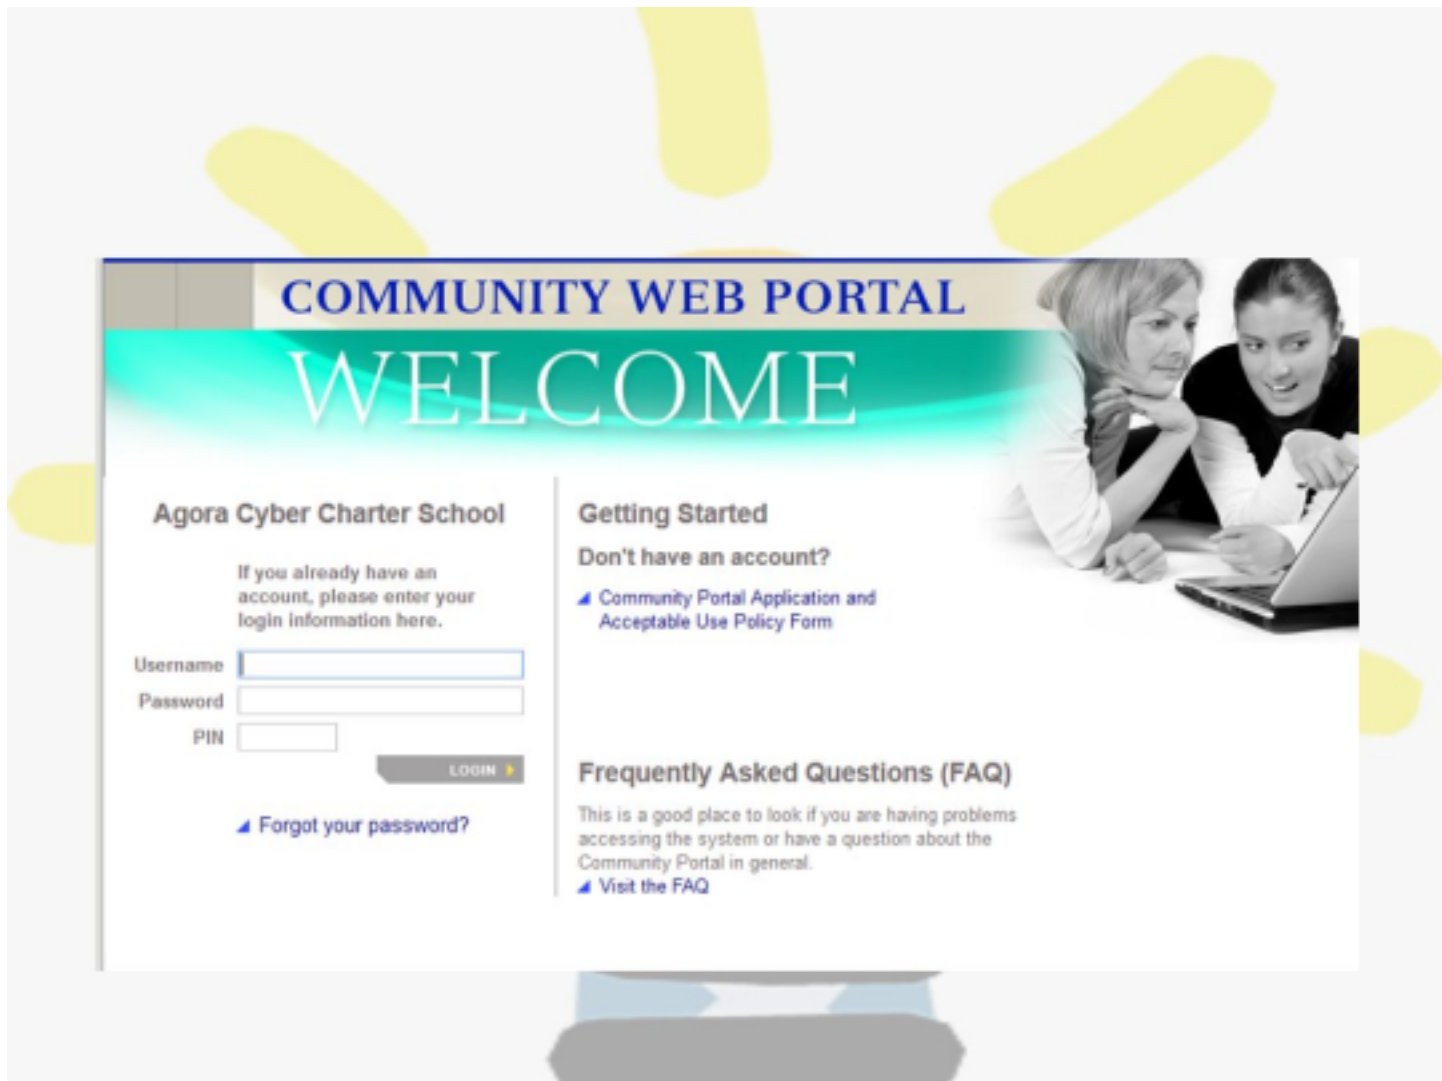 COMMUNITY WEB PORTAL
WELCOME
Agora Cyber Charter School
If you already have an
account, please enter your
login information here.
Username
Password
PIN
LOGIN
Forgot your password?
Getting Started
Don't have an account?
Community Portal Application and
Acceptable Use Policy Form
Frequently Asked Questions (FAQ)
This is a good place to look if you are having problems
accessing the system or have a question about the
Community Portal in general.
Visit the FAQ